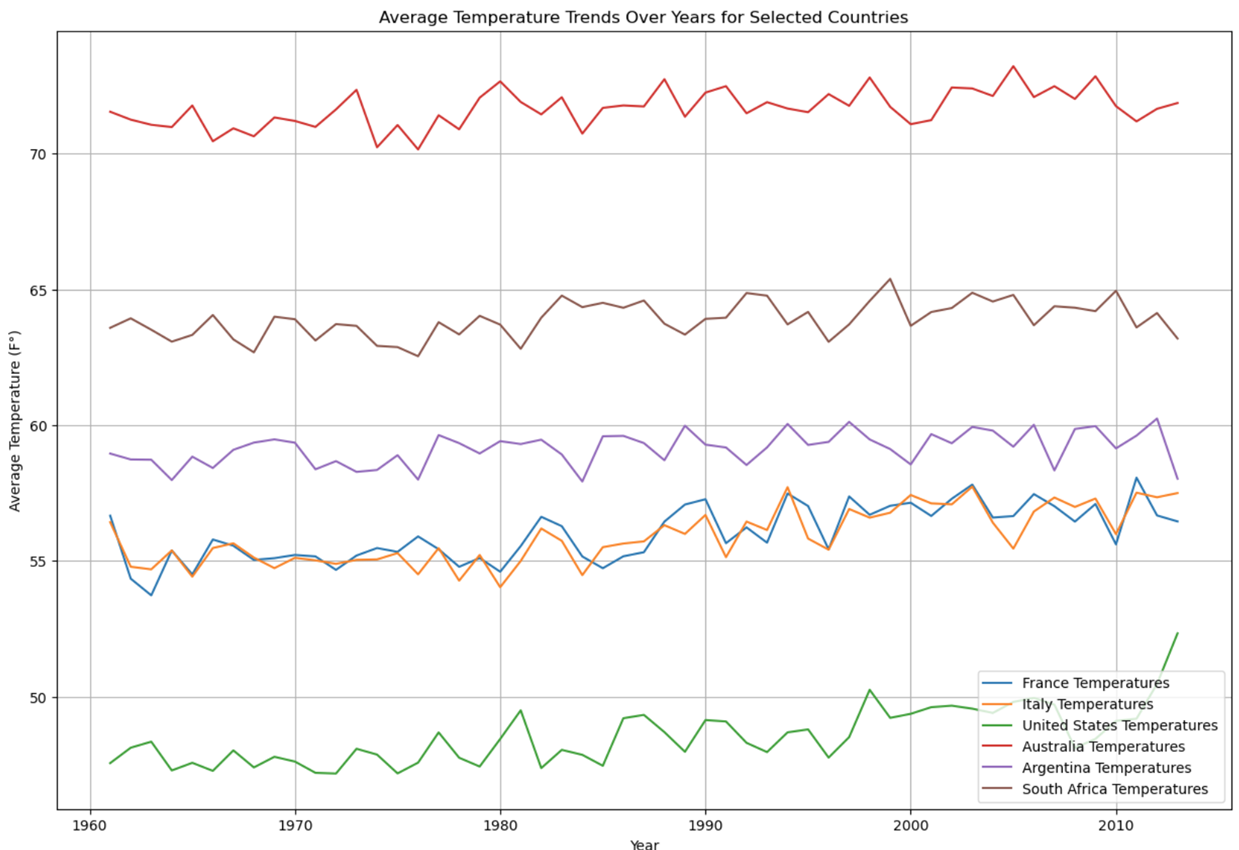 Average Temperature Trends Over Years for Selected Countries
Average Temperature (F°)
70
65
60
55
50
1960
1970
1980
1990
2000
2010
Year
France Temperatures
Italy Temperatures
United States Temperatures
Australia Temperatures
Argentina Temperatures
South Africa Temperatures